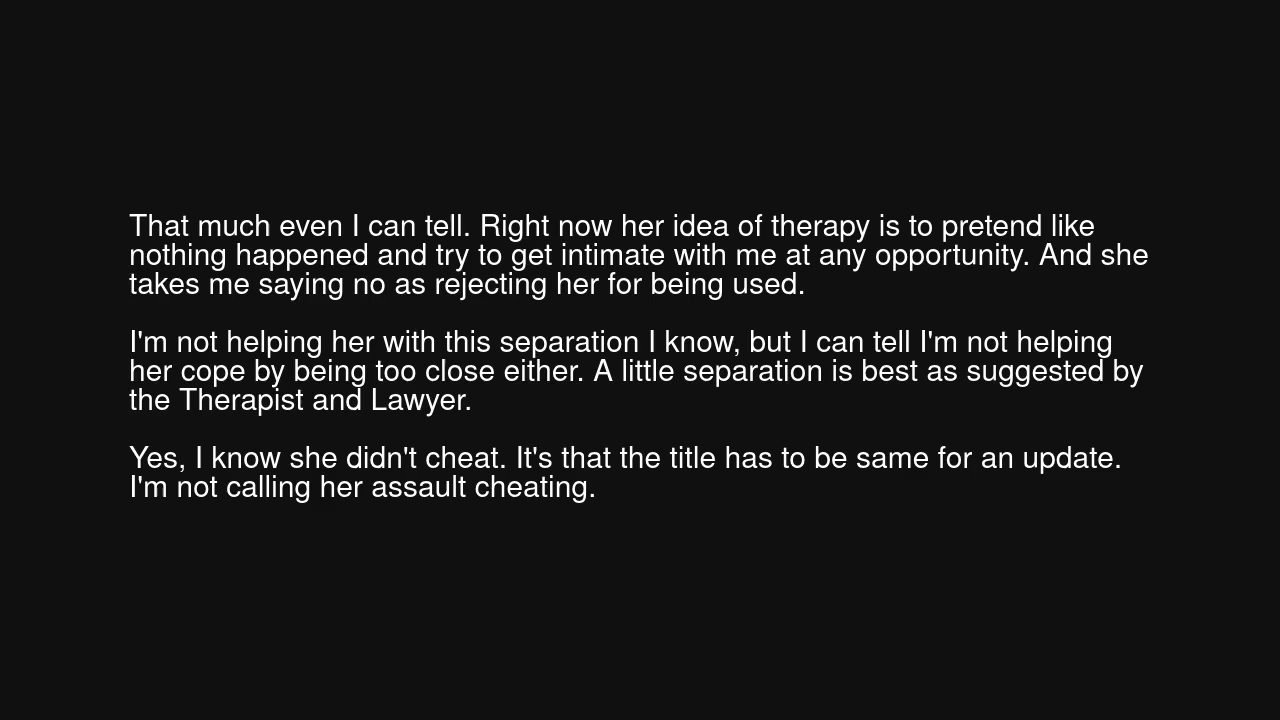 That much even I can tell. Right now her idea of therapy is to pretend like
nothing happened and try to get intimate with me at any opportunity. And she
takes me saying no as rejecting her for being used.
I'm not helping her with this separation I know, but I can tell I'm not helping
her cope by being too close either. A little separation is best as suggested by
the Therapist and Lawyer.
Yes, I know she didn't cheat. It's that the title has to be same for an update.
I'm not calling her assault cheating.